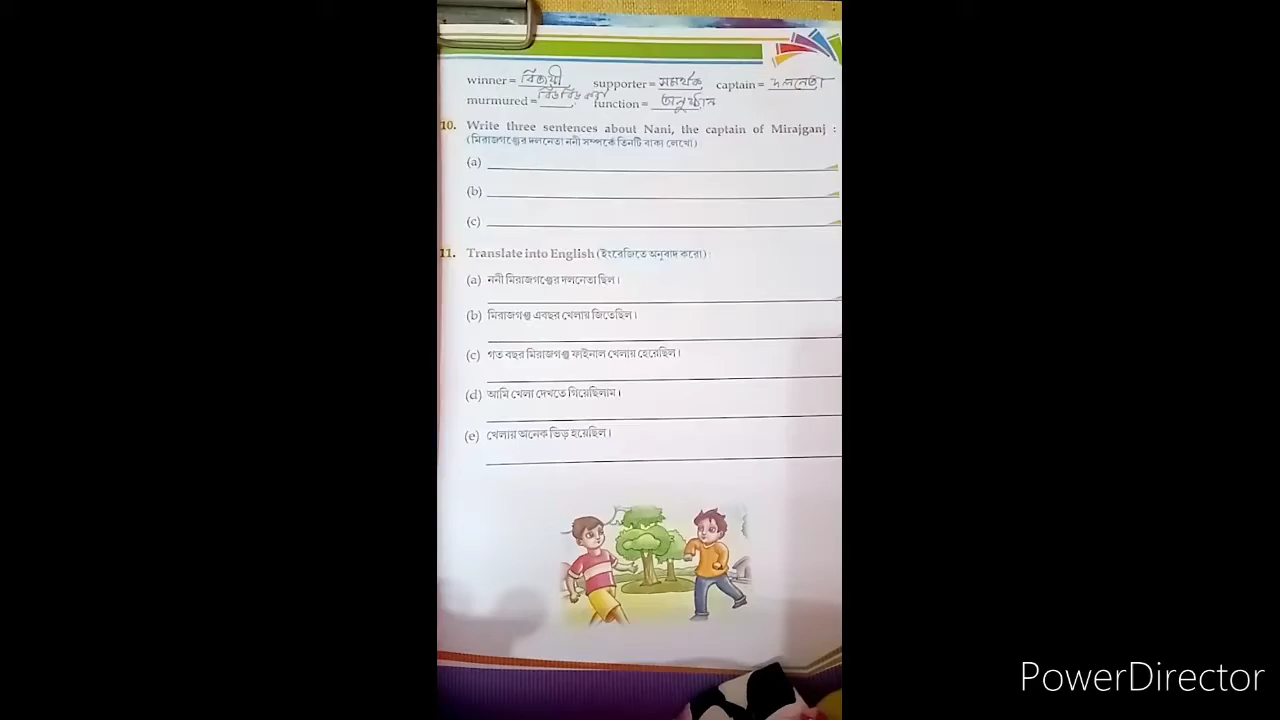 winner = বিজয়ী supporter = সমর্থক captain = দলনেতা
murmured = বিড়বিড় করা function = অনুষ্ঠান
10. Write three sentences about Nani, the captain of Mirajganj :
(মিরাজগঞ্জের দলনেতা ননী সম্পর্কে তিনটি বাক্য লেখো)
(a)
(b)
(c)
11. Translate into English (ইংরেজিতে অনুবাদ করো) :
(a) ননী মিরাজগঞ্জের দলনেতা ছিল।
(b) মিরাজগঞ্জ এবছর খেলায় জিতেছিল।
(c) গত বছর মিরাজগঞ্জ ফাইনাল খেলায় হেরেছিল।
(d) আমি খেলা দেখতে গিয়েছিলাম।
(e) খেলায় অনেক ভিড় হয়েছিল।
PowerDirector